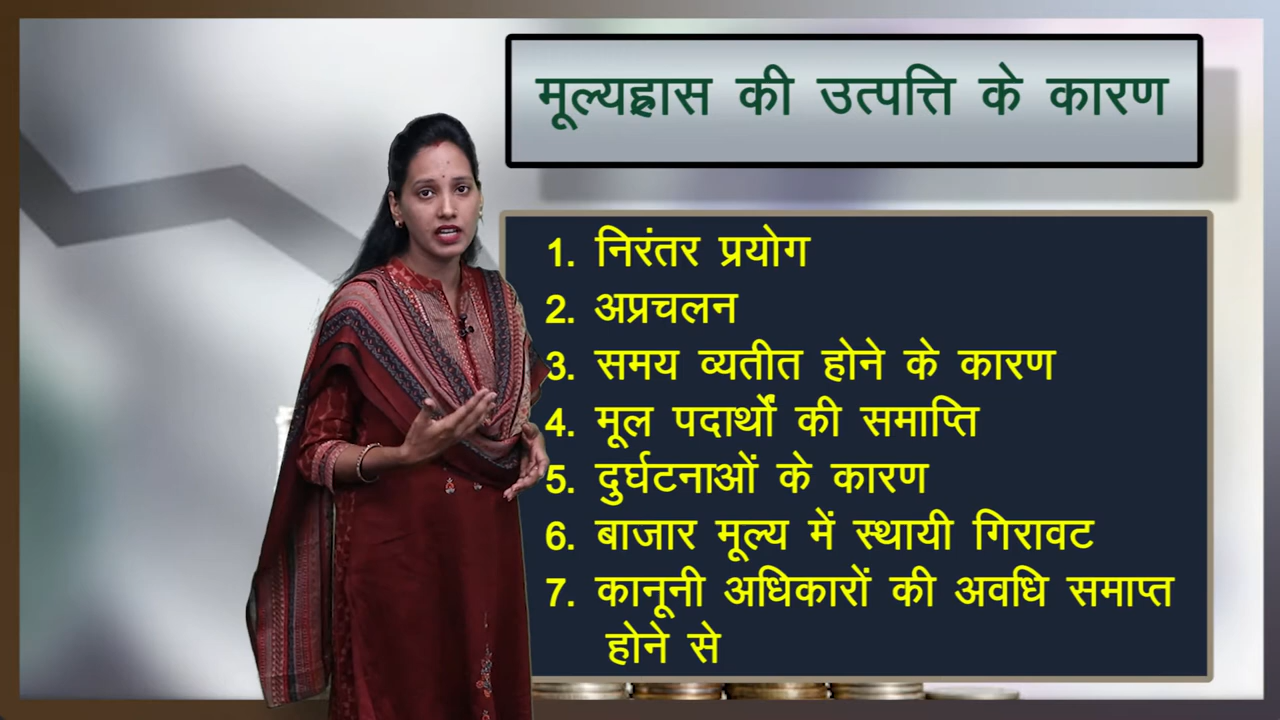 मूल्यह्रास की उत्पत्ति के कारण
1. निरंतर प्रयोग
2. अप्रचलन
3. समय व्यतीत होने के कारण
4. मूल पदार्थों की समाप्ति
5. दुर्घटनाओं के कारण
6. बाजार मूल्य में स्थायी गिरावट
7. कानूनी अधिकारों की अवधि समाप्त
होने से